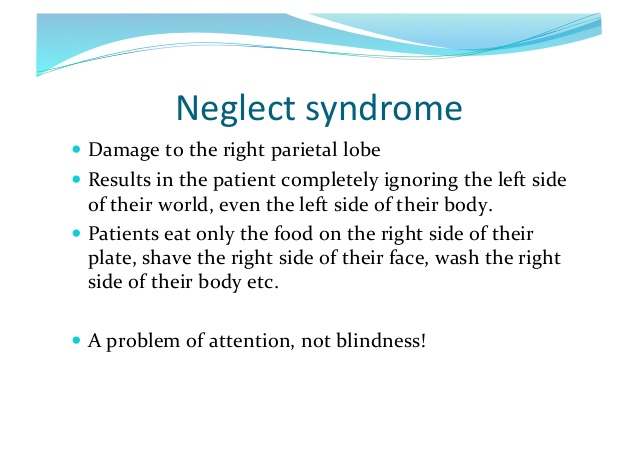 Neglect syndrome
• Damage to the right parietal lobe
• Results in the patient completely ignoring the left side
of their world, even the left side of their body.
• Patients eat only the food on the right side of their
plate, shave the right side of their face, wash the right
side of their body etc.
• A problem of attention, not blindness!